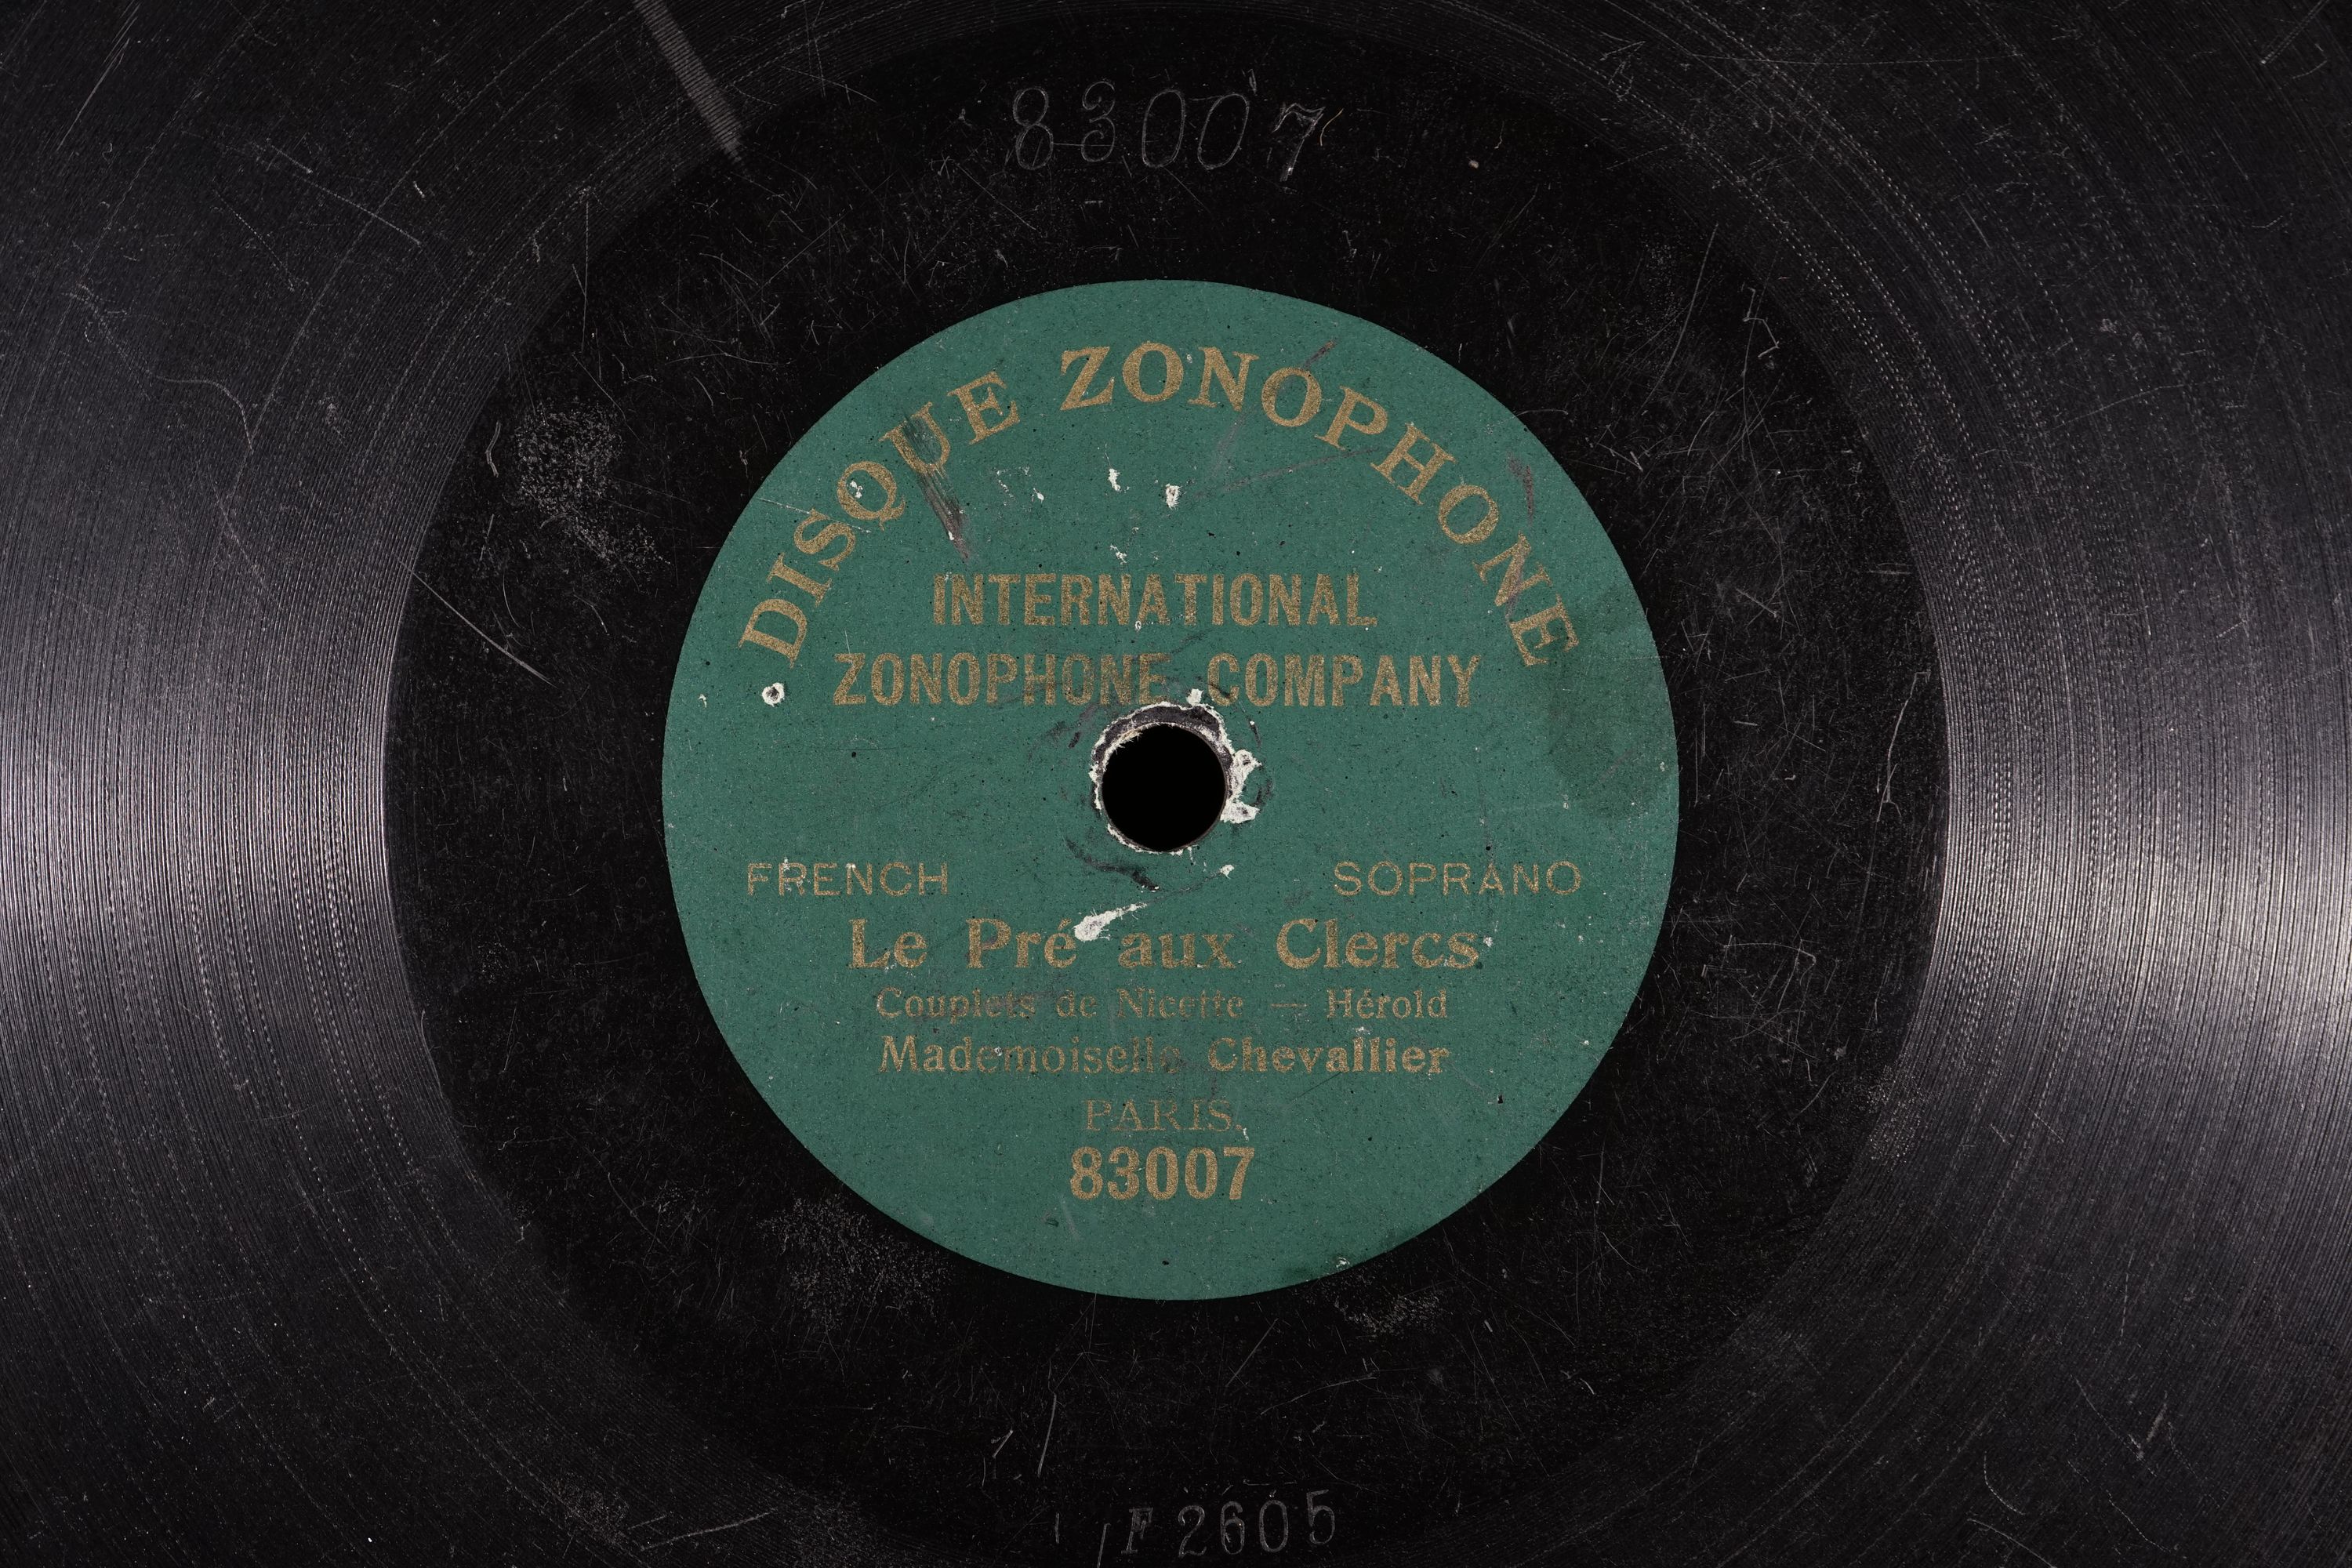 83007
DISQUE ZONOPHONE
INTERNATIONAL
ZONOPHONE COMPANY
FRENCH SOPRANO
Le Pré aux Clercs
Couplets de Nicette — Hérold
Mademoiselle Chevallier
PARIS.
83007
F2605